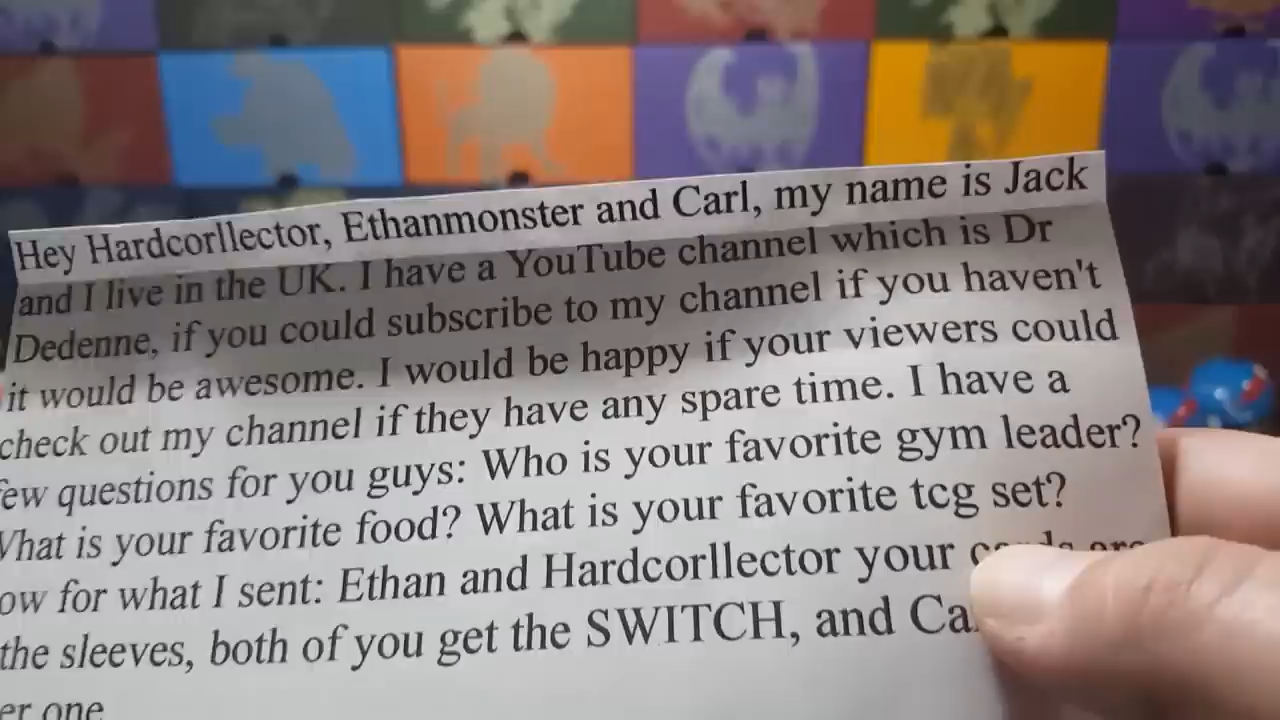 Hey Hardcorllector, Ethanmonster and Carl, my name is Jack
and I live in the UK. I have a YouTube channel which is Dr
Dedenne, if you could subscribe to my channel if you haven't
it would be awesome. I would be happy if your viewers could
check out my channel if they have any spare time. I have a
few questions for you guys: Who is your favorite gym leader?
What is your favorite food? What is your favorite tcg set?
ow for what I sent: Ethan and Hardcorllector your cards are
the sleeves, both of you get the SWITCH, and Ca
er one